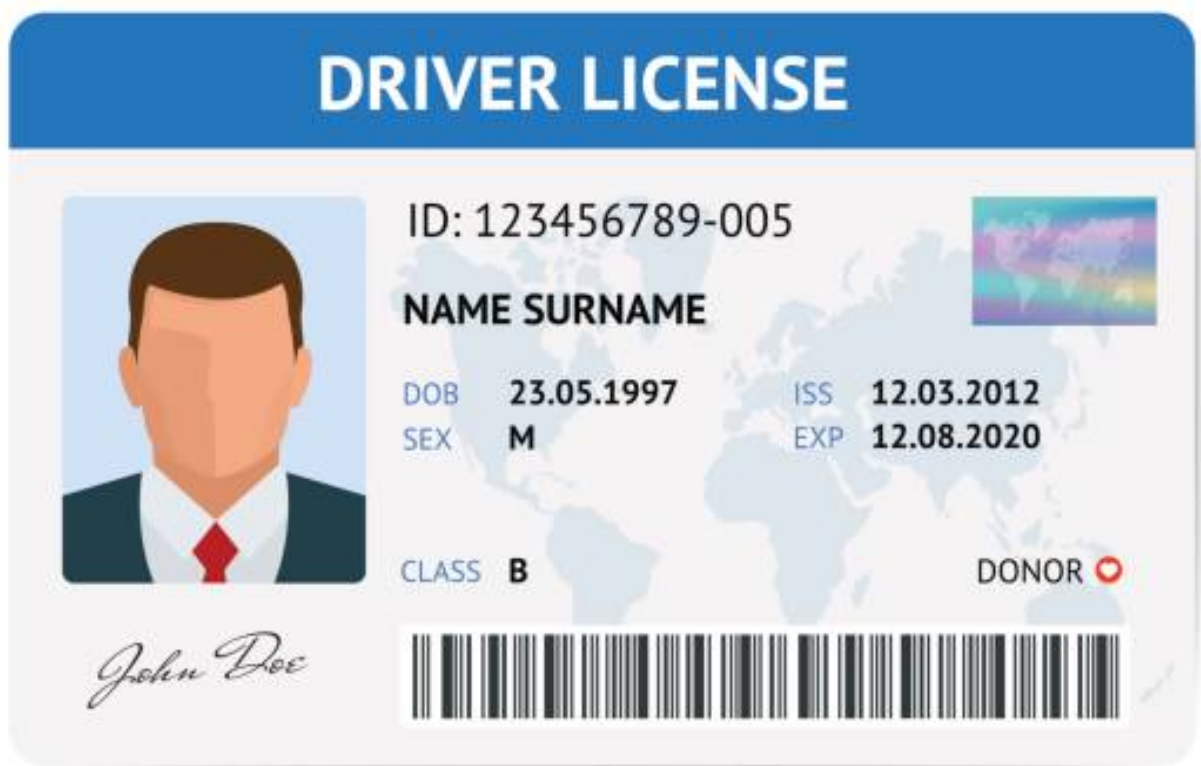 DRIVER LICENSE
ID: 123456789-005
NAME SURNAME
DOB 23.05.1997 ISS 12.03.2012
SEX M EXP 12.08.2020
CLASS B DONOR
John Doe